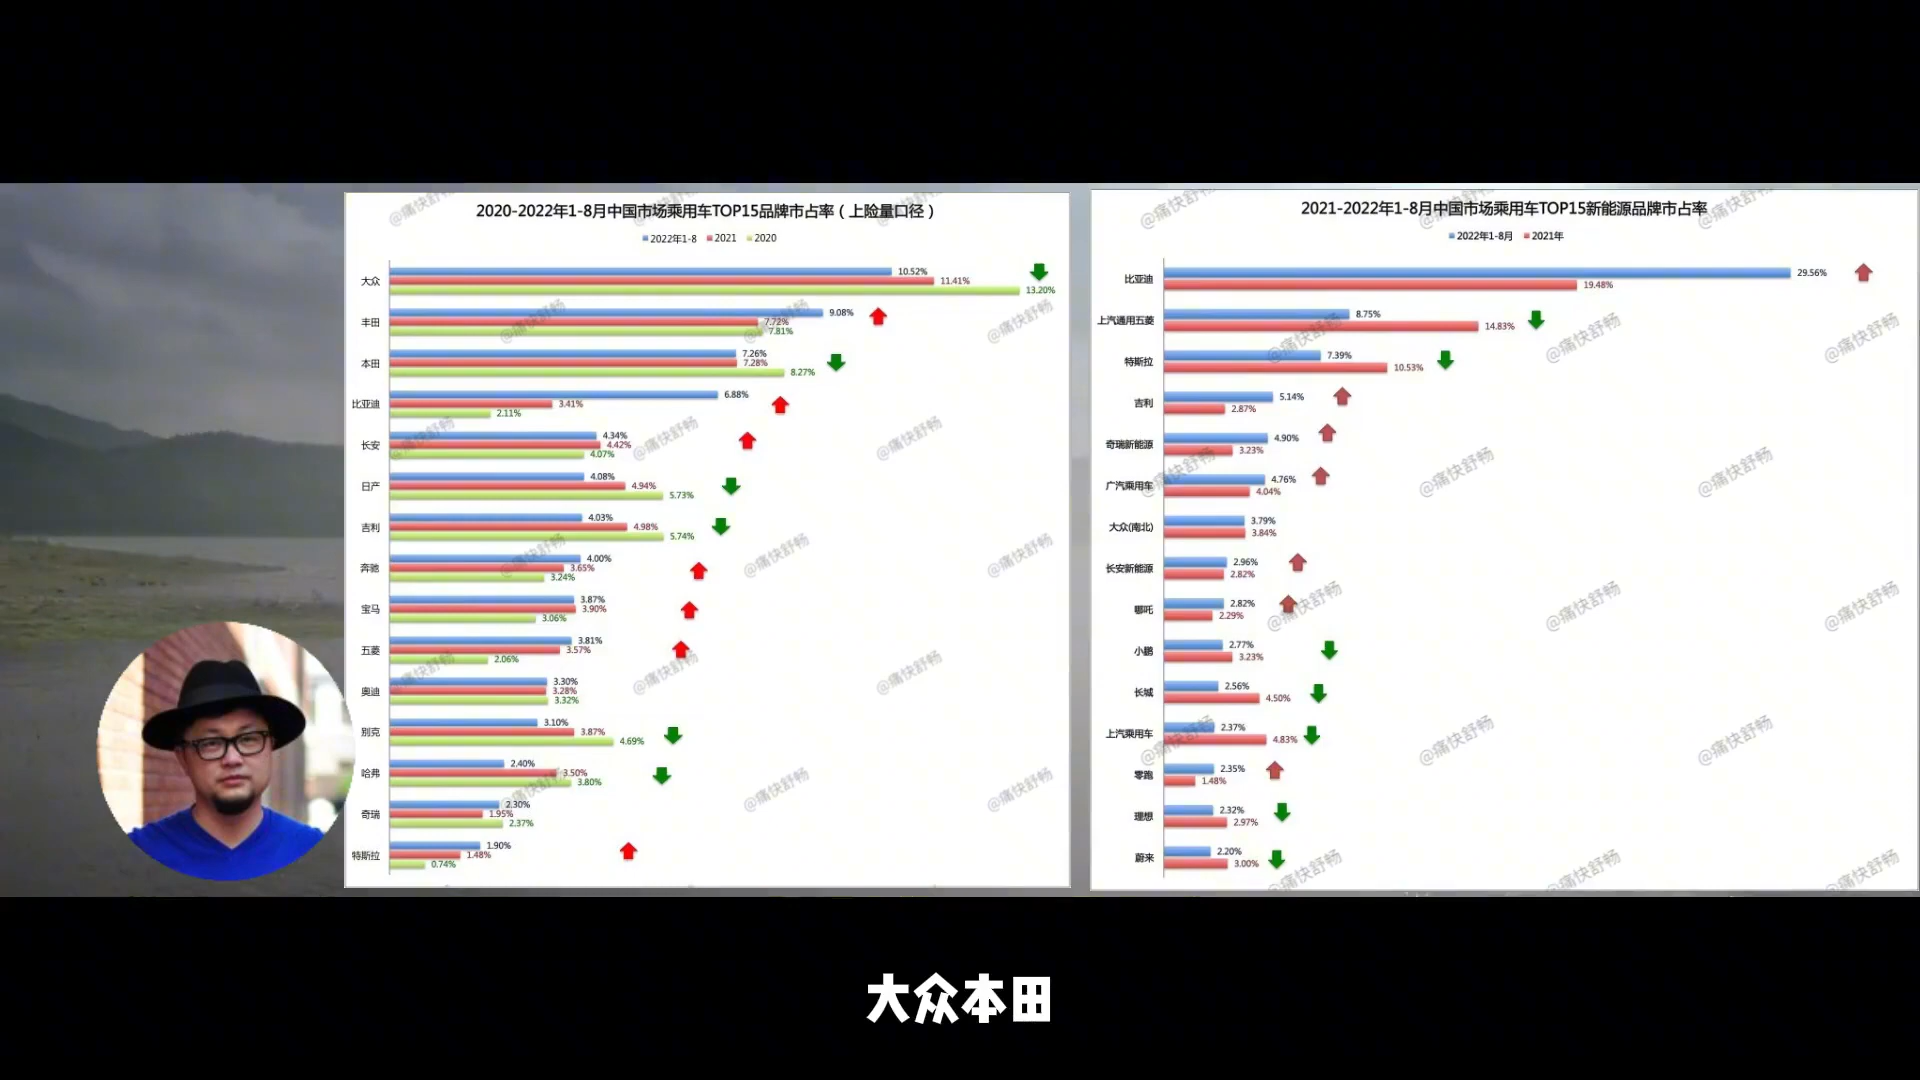 2020-2022年1-8月中国市场乘用车TOP15品牌市占率（上险量口径）
2022年1-8 2021 2020
大众 10.52% 11.41% 13.20%
丰田 9.08% 7.72% 7.81%
本田 7.26% 7.28% 8.27%
比亚迪 6.88% 3.41% 2.11%
长安 4.34% 4.42% 4.07%
日产 4.08% 4.94% 5.73%
吉利 4.03% 4.98% 5.74%
奔驰 4.00% 3.65% 3.24%
宝马 3.87% 3.90% 3.06%
五菱 3.81% 3.57% 2.06%
奥迪 3.30% 3.28% 3.32%
别克 3.10% 3.87% 4.69%
哈弗 2.40% 3.50% 3.80%
奇瑞 2.30% 1.95% 2.37%
特斯拉 1.90% 1.48% 0.74%
@痛快舒畅
2021-2022年1-8月中国市场乘用车TOP15新能源品牌市占率
2022年1-8月 2021年
比亚迪 29.56% 19.48%
上汽通用五菱 8.75% 14.83%
特斯拉 7.39% 10.53%
吉利 5.14% 2.87%
奇瑞新能源 4.90% 3.23%
广汽乘用车 4.76% 4.04%
大众(南北) 3.79% 3.84%
长安新能源 2.96% 2.82%
哪吒 2.82% 2.29%
小鹏 2.77% 3.23%
长城 2.56% 4.50%
上汽乘用车 2.37% 4.83%
零跑 2.35% 1.48%
理想 2.32% 2.97%
蔚来 2.20% 3.00%
@痛快舒畅
大众本田